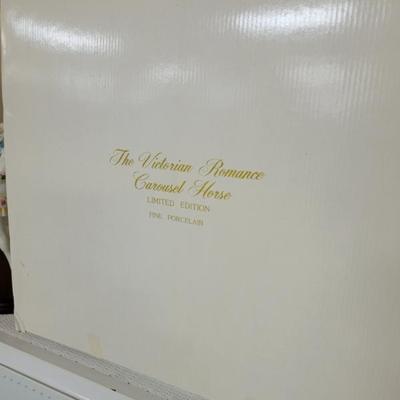 The Victorian Romance
Carousel Horse
LIMITED EDITION
FINE PORCELAIN